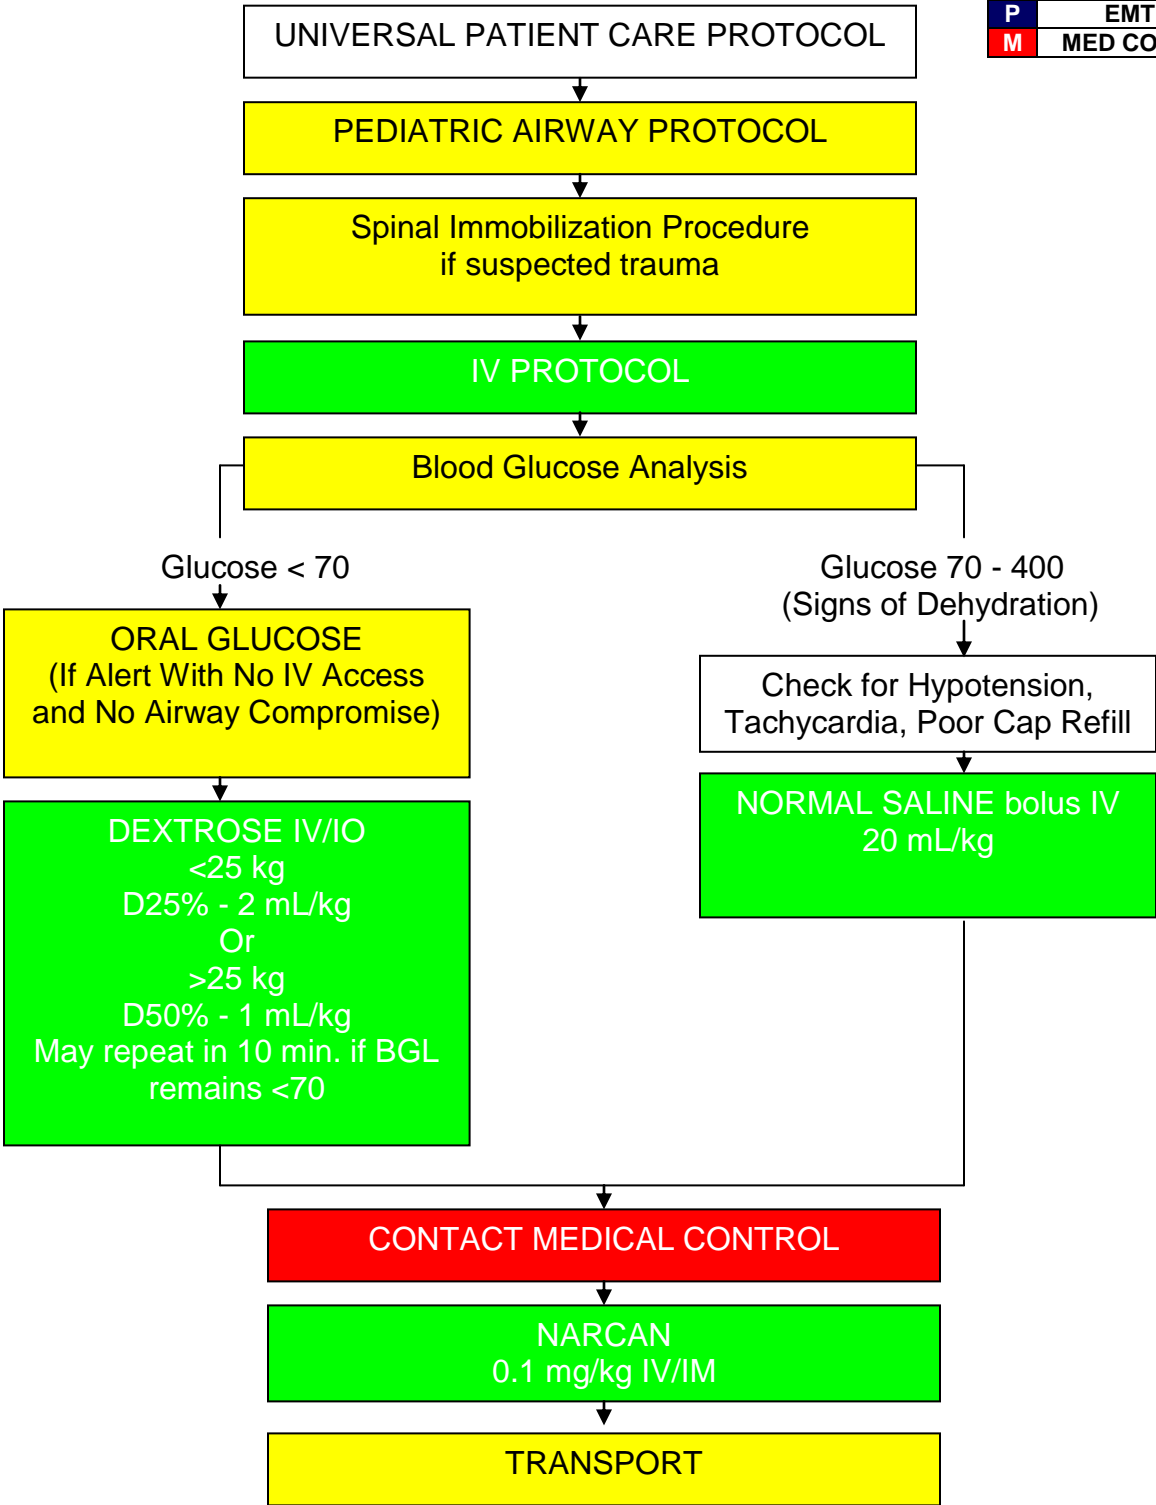 P EMT
M MED CO
UNIVERSAL PATIENT CARE PROTOCOL
PEDIATRIC AIRWAY PROTOCOL
Spinal Immobilization Procedure
if suspected trauma
IV PROTOCOL
Blood Glucose Analysis
Glucose < 70
ORAL GLUCOSE
(If Alert With No IV Access
and No Airway Compromise)
DEXTROSE IV/IO
<25 kg
D25% - 2 mL/kg
Or
>25 kg
D50% - 1 mL/kg
May repeat in 10 min. if BGL
remains <70
Glucose 70 - 400
(Signs of Dehydration)
Check for Hypotension,
Tachycardia, Poor Cap Refill
NORMAL SALINE bolus IV
20 mL/kg
CONTACT MEDICAL CONTROL
NARCAN
0.1 mg/kg IV/IM
TRANSPORT